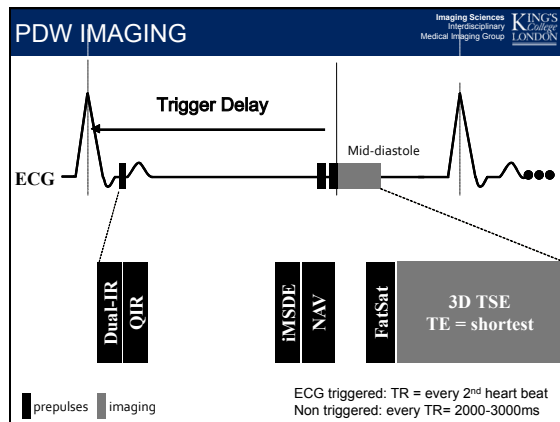 PDW IMAGING
Imaging Sciences
Interdisciplinary
Medical Imaging Group
KING'S
College
LONDON
Trigger Delay
Mid-diastole
ECG
Dual-IR
QIR
iMSDE
NAV
FatSat
3D TSE
TE = shortest
prepulses
imaging
ECG triggered: TR = every 2nd heart beat
Non triggered: every TR= 2000-3000ms